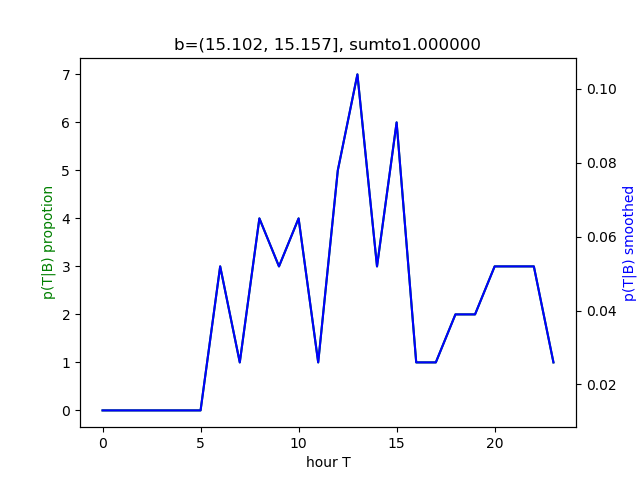 b=(15.102, 15.157], sumto1.000000
7
6
5
4
3
2
1
0
p(T|B) propotion
0.10
0.08
0.06
0.04
0.02
p(T|B) smoothed
0 5 10 15 20
hour T